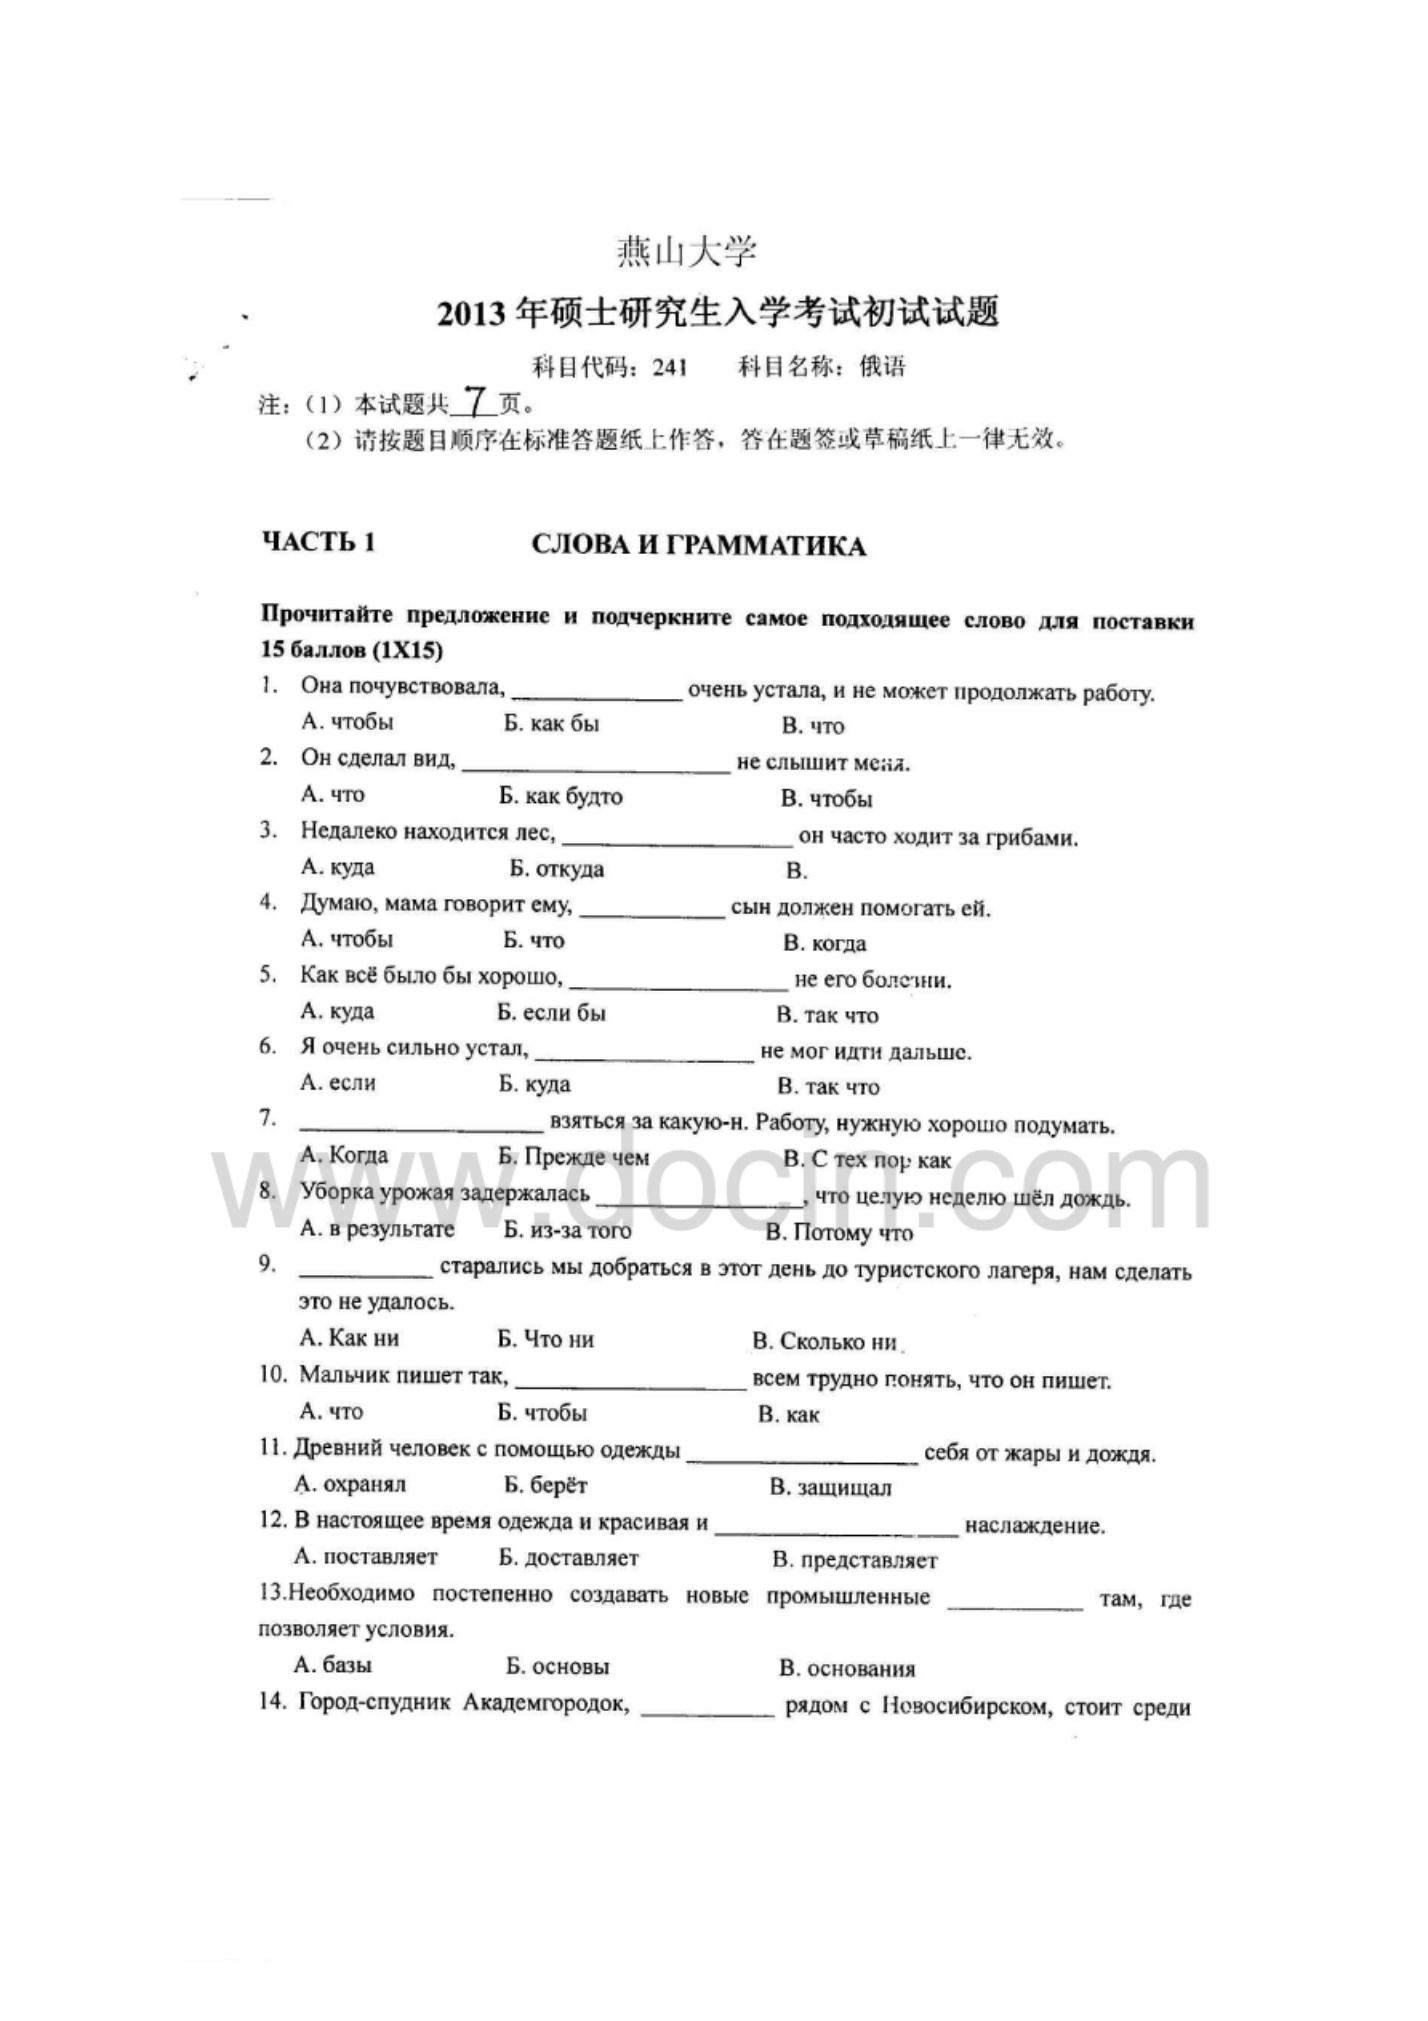 燕山大学
2013 年硕士研究生入学考试初试试题
科目代码：241 科目名称：俄语
注：（1）本试题共 7 页。
（2）请按题目顺序在标准答题纸上作答，答在题签或草稿纸上一律无效。
ЧАСТЬ 1 СЛОВА И ГРАММАТИКА
Прочитайте предложение и подчеркните самое подходящее слово для поставки
15 баллов (1X15)
1. Она почувствовала, ______ очень устала, и не может продолжать работу.
А. чтобы Б. как бы В. что
2. Он сделал вид, ______ не слышит меня.
А. что Б. как будто В. чтобы
3. Недалеко находится лес, ______ он часто ходит за грибами.
А. куда Б. откуда В.
4. Думаю, мама говорит ему, ______ сын должен помогать ей.
А. чтобы Б. что В. когда
5. Как всё было бы хорошо, ______ не его болезни.
А. куда Б. если бы В. так что
6. Я очень сильно устал, ______ не мог идти дальше.
А. если Б. куда В. так что
7. ______ взяться за какую-н. Работу, нужную хорошо подумать.
А. Когда Б. Прежде чем В. С тех пор как
8. Уборка урожая задержалась ______, что целую неделю шёл дождь.
А. в результате Б. из-за того В. Потому что
9. ______ старались мы добраться в этот день до туристского лагеря, нам сделать
это не удалось.
А. Как ни Б. Что ни В. Сколько ни
10. Мальчик пишет так, ______ всем трудно понять, что он пишет.
А. что Б. чтобы В. как
11. Древний человек с помощью одежды ______ себя от жары и дождя.
А. охранял Б. берёт В. защищал
12. В настоящее время одежда и красивая и ______ наслаждение.
А. поставляет Б. доставляет В. представляет
13.Необходимо постепенно создавать новые промышленные ______ там, где
позволяет условия.
А. базы Б. основы В. основания
14. Город-спудник Академгородок, ______ рядом с Новосибирском, стоит среди
www.docin.com